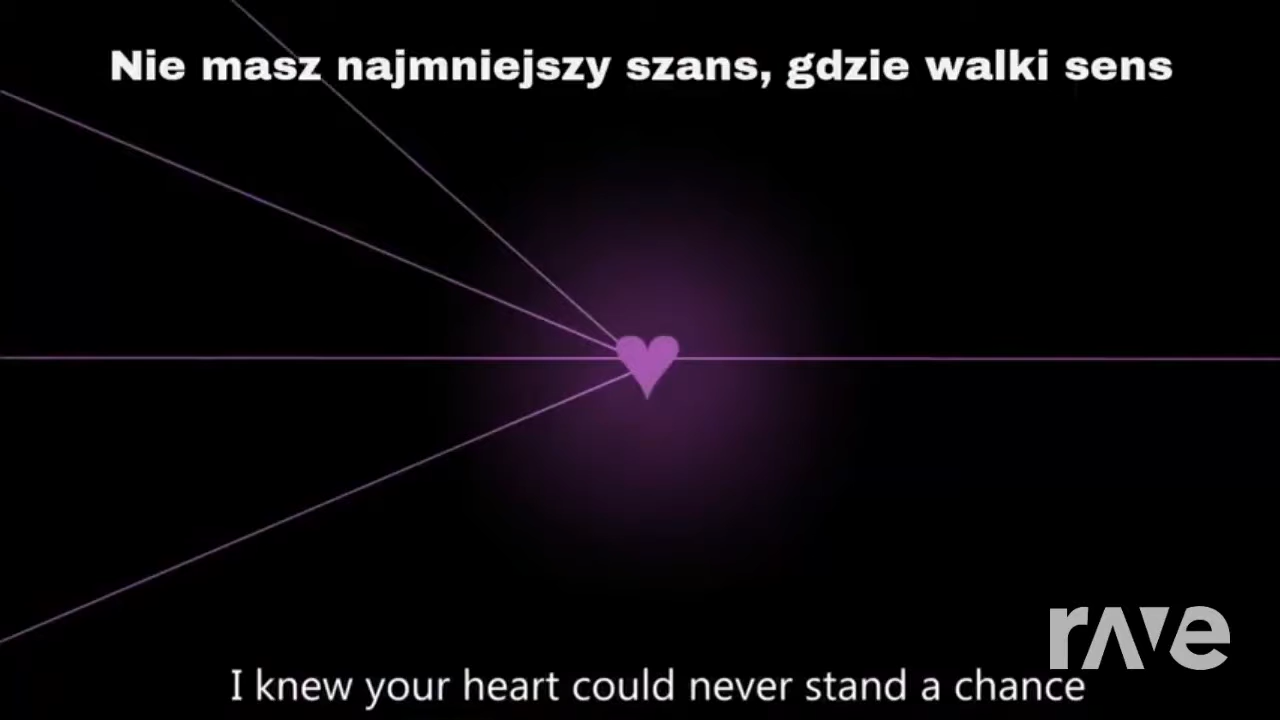 Nie masz najmniejszy szans, gdzie walki sens
rave
I knew your heart could never stand a chance